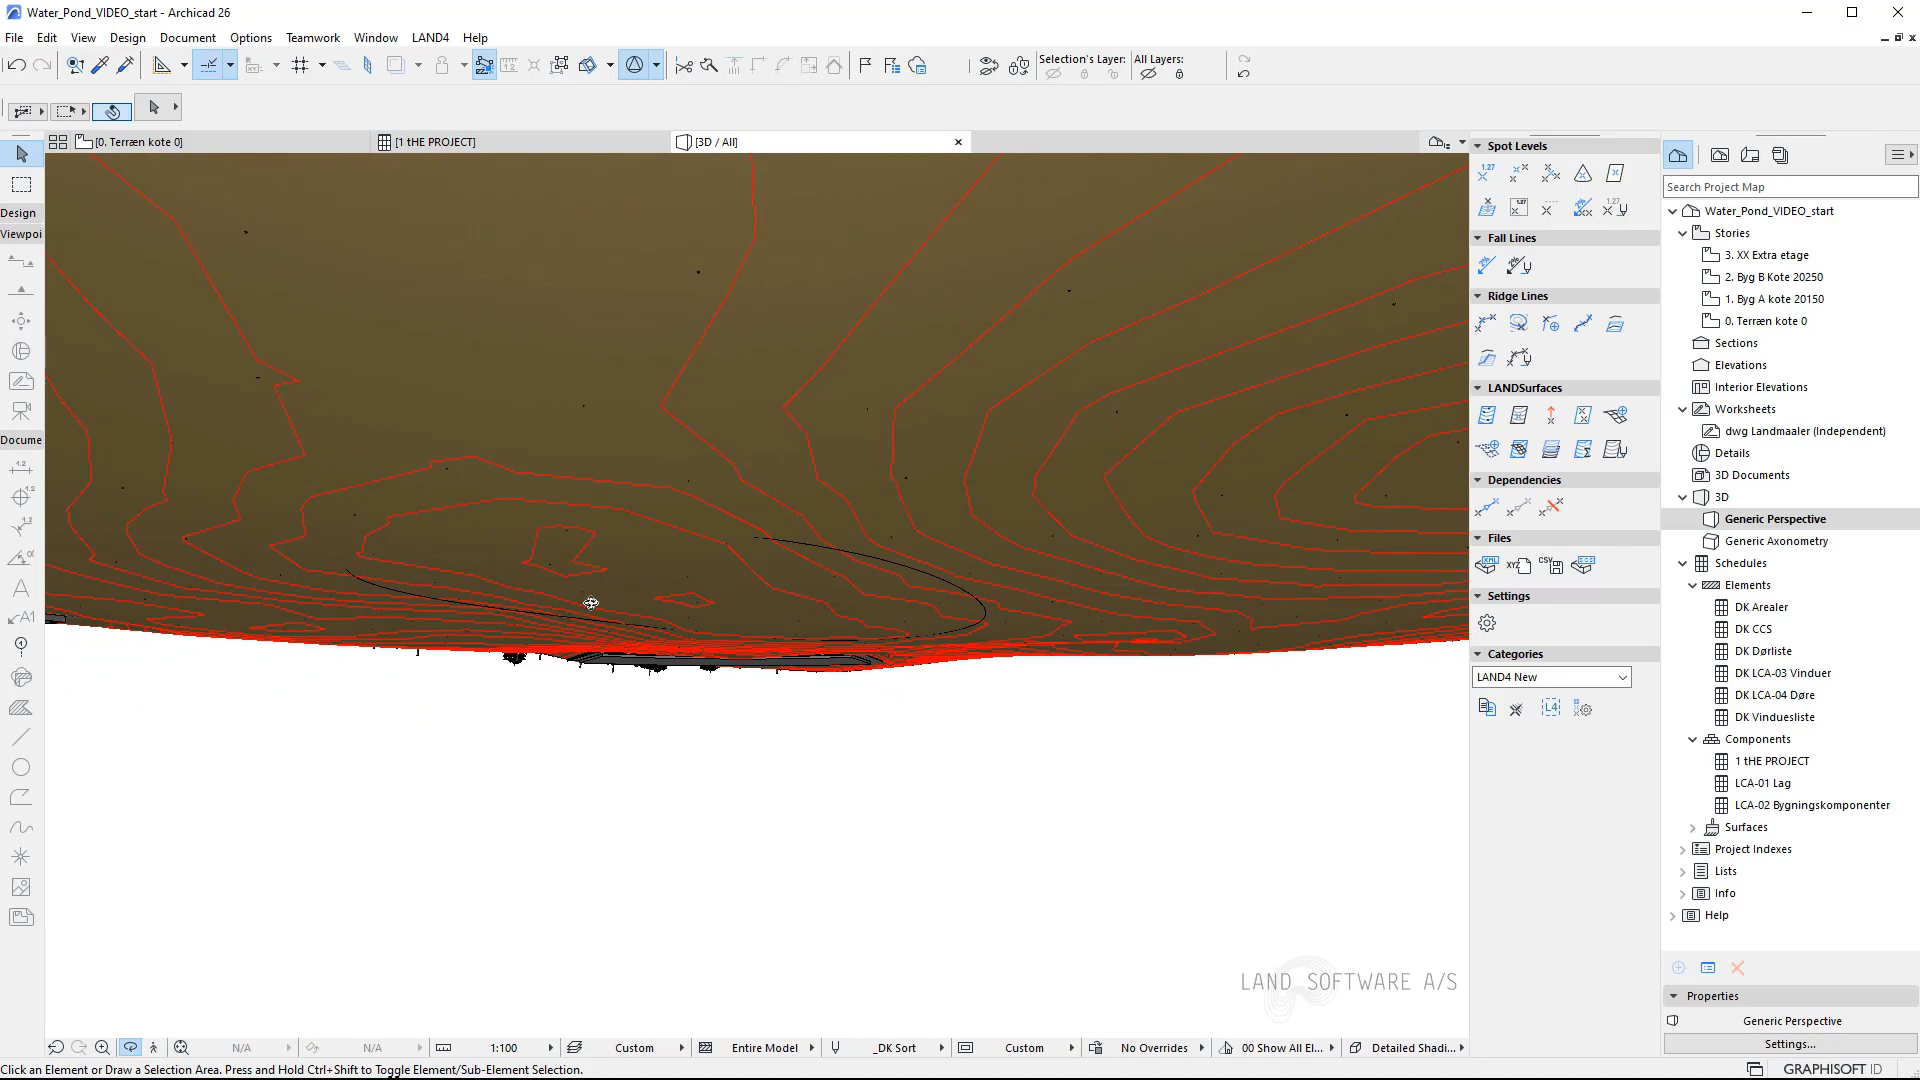 Water_Pond_VIDEO_start - Archicad 26
File Edit View Design Document Options Teamwork Window LAND4 Help
Selection's Layer: All Layers:
[0. Terræn kote 0] [1 tHE PROJECT] [3D / All]
Design
Viewpoi
Docume
Spot Levels
Fall Lines
Ridge Lines
LANDSurfaces
Dependencies
Files
Settings
Categories
LAND4 New
Search Project Map
Water_Pond_VIDEO_start
Stories
3. XX Extra etage
2. Byg B Kote 20250
1. Byg A kote 20150
0. Terræn kote 0
Sections
Elevations
Interior Elevations
Worksheets
dwg Landmaaler (Independent)
Details
3D Documents
3D
Generic Perspective
Generic Axonometry
Schedules
Elements
DK Arealer
DK CCS
DK Dørliste
DK LCA-03 Vinduer
DK LCA-04 Døre
DK Vinduesliste
Components
1 tHE PROJECT
LCA-01 Lag
LCA-02 Bygningskomponenter
Surfaces
Project Indexes
Lists
Info
Help
Properties
Generic Perspective
Settings...
LAND SOFTWARE A/S
N/A N/A 1:100 Custom Entire Model _DK Sort Custom No Overrides 00 Show All El... Detailed Shadi...
Click an Element or Draw a Selection Area. Press and Hold Ctrl+Shift to Toggle Element/Sub-Element Selection.
GRAPHISOFT ID